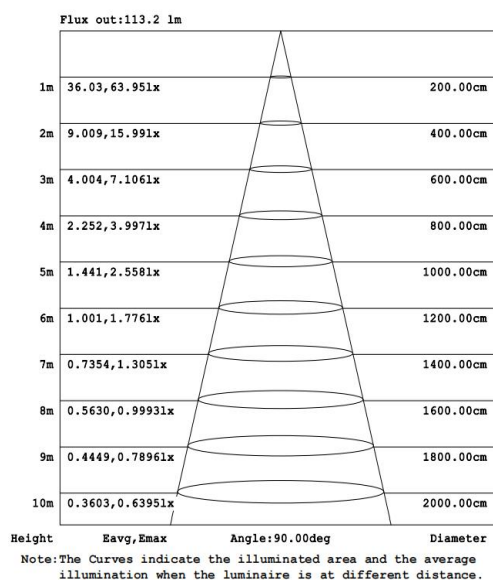 Flux out:113.2 lm
1m 36.03,63.95lx 200.00cm
2m 9.009,15.99lx 400.00cm
3m 4.004,7.106lx 600.00cm
4m 2.252,3.997lx 800.00cm
5m 1.441,2.558lx 1000.00cm
6m 1.001,1.776lx 1200.00cm
7m 0.7354,1.305lx 1400.00cm
8m 0.5630,0.9993lx 1600.00cm
9m 0.4449,0.7896lx 1800.00cm
10m 0.3603,0.6395lx 2000.00cm
Height Eavg,Emax Angle:90.00deg Diameter
Note:The Curves indicate the illuminated area and the average
illumination when the luminaire is at different distance.